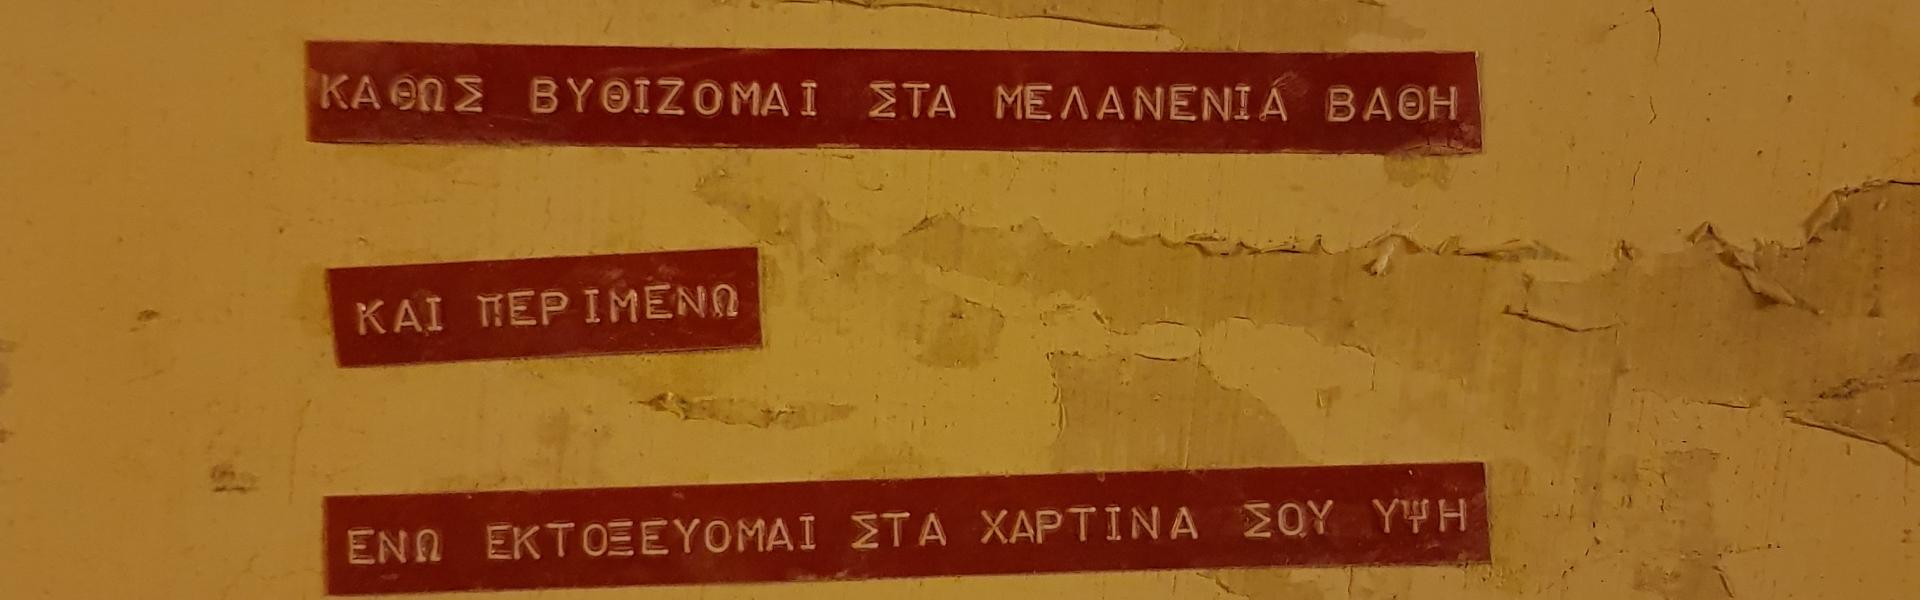 ΚΑΘΩΣ ΒΥΘΙΖΟΜΑΙ ΣΤΑ ΜΕΛΑΝΕΝΙΑ ΒΑΘΗ
ΚΑΙ ΠΕΡΙΜΕΝΩ
ΕΝΩ ΕΚΤΟΞΕΥΟΜΑΙ ΣΤΑ ΧΑΡΤΙΝΑ ΣΟΥ ΥΨΗ